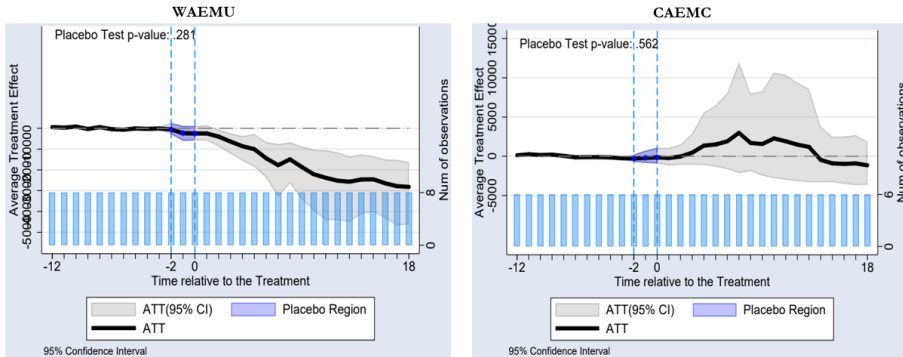 WAEMU
Placebo Test p-value: .281
Average Treatment Effect
8
0
Num of observations
-12
-2
0
18
Time relative to the Treatment
ATT(95% CI)
Placebo Region
ATT
95% Confidence Interval
CAEMC
Placebo Test p-value: .562
Average Treatment Effect
15000
10000
5000
0
-5000
6
0
Num of observations
-12
-2
0
18
Time relative to the Treatment
ATT(95% CI)
Placebo Region
ATT
95% Confidence Interval